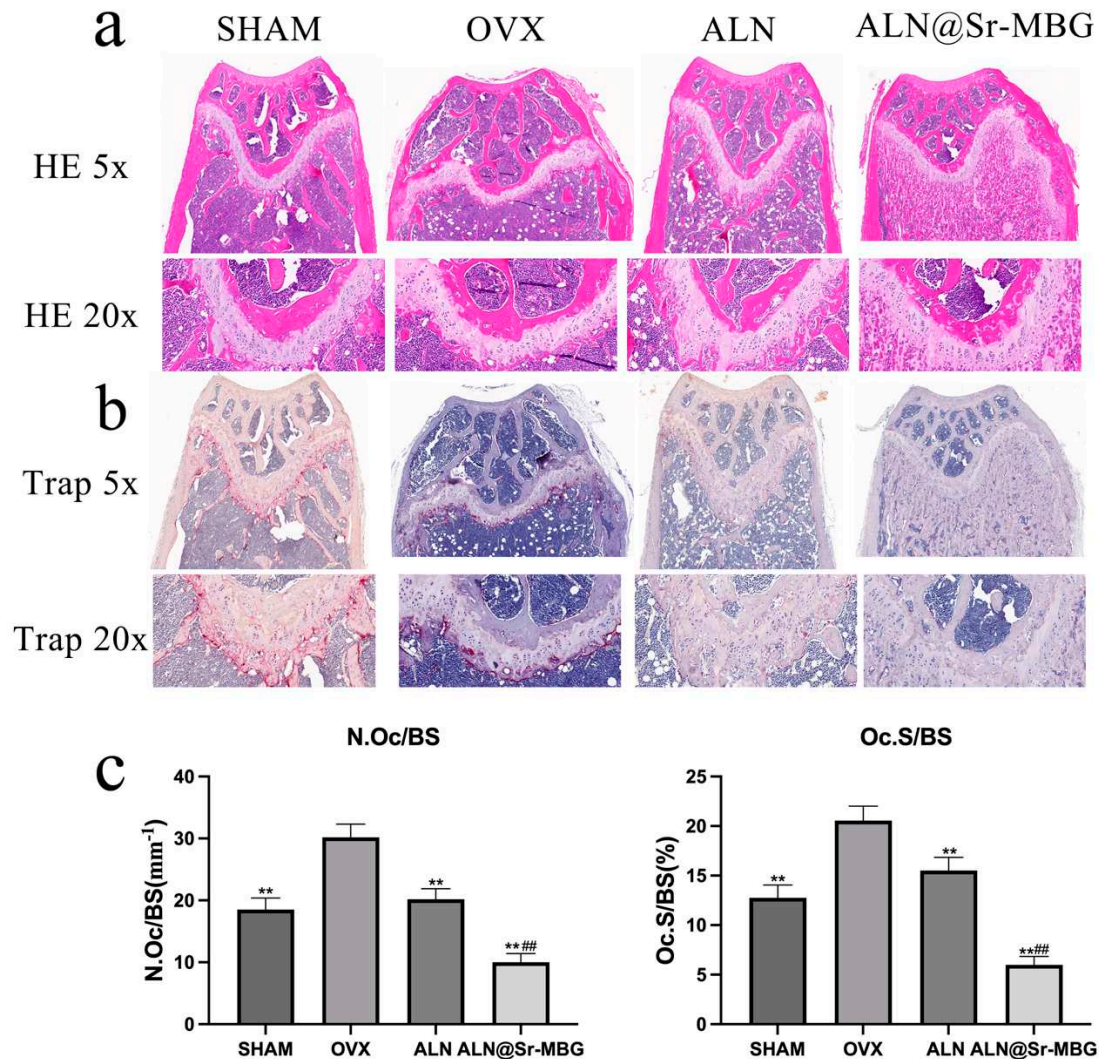 a
SHAM OVX ALN ALN@Sr-MBG
HE 5x
HE 20x
b
Trap 5x
Trap 20x
c
N.Oc/BS
N.Oc/BS(mm⁻¹)
40
30
20
10
0
**
**
**##
SHAM OVX ALN ALN@Sr-MBG
Oc.S/BS
Oc.S/BS(%)
25
20
15
10
5
0
**
**
**##
SHAM OVX ALN ALN@Sr-MBG